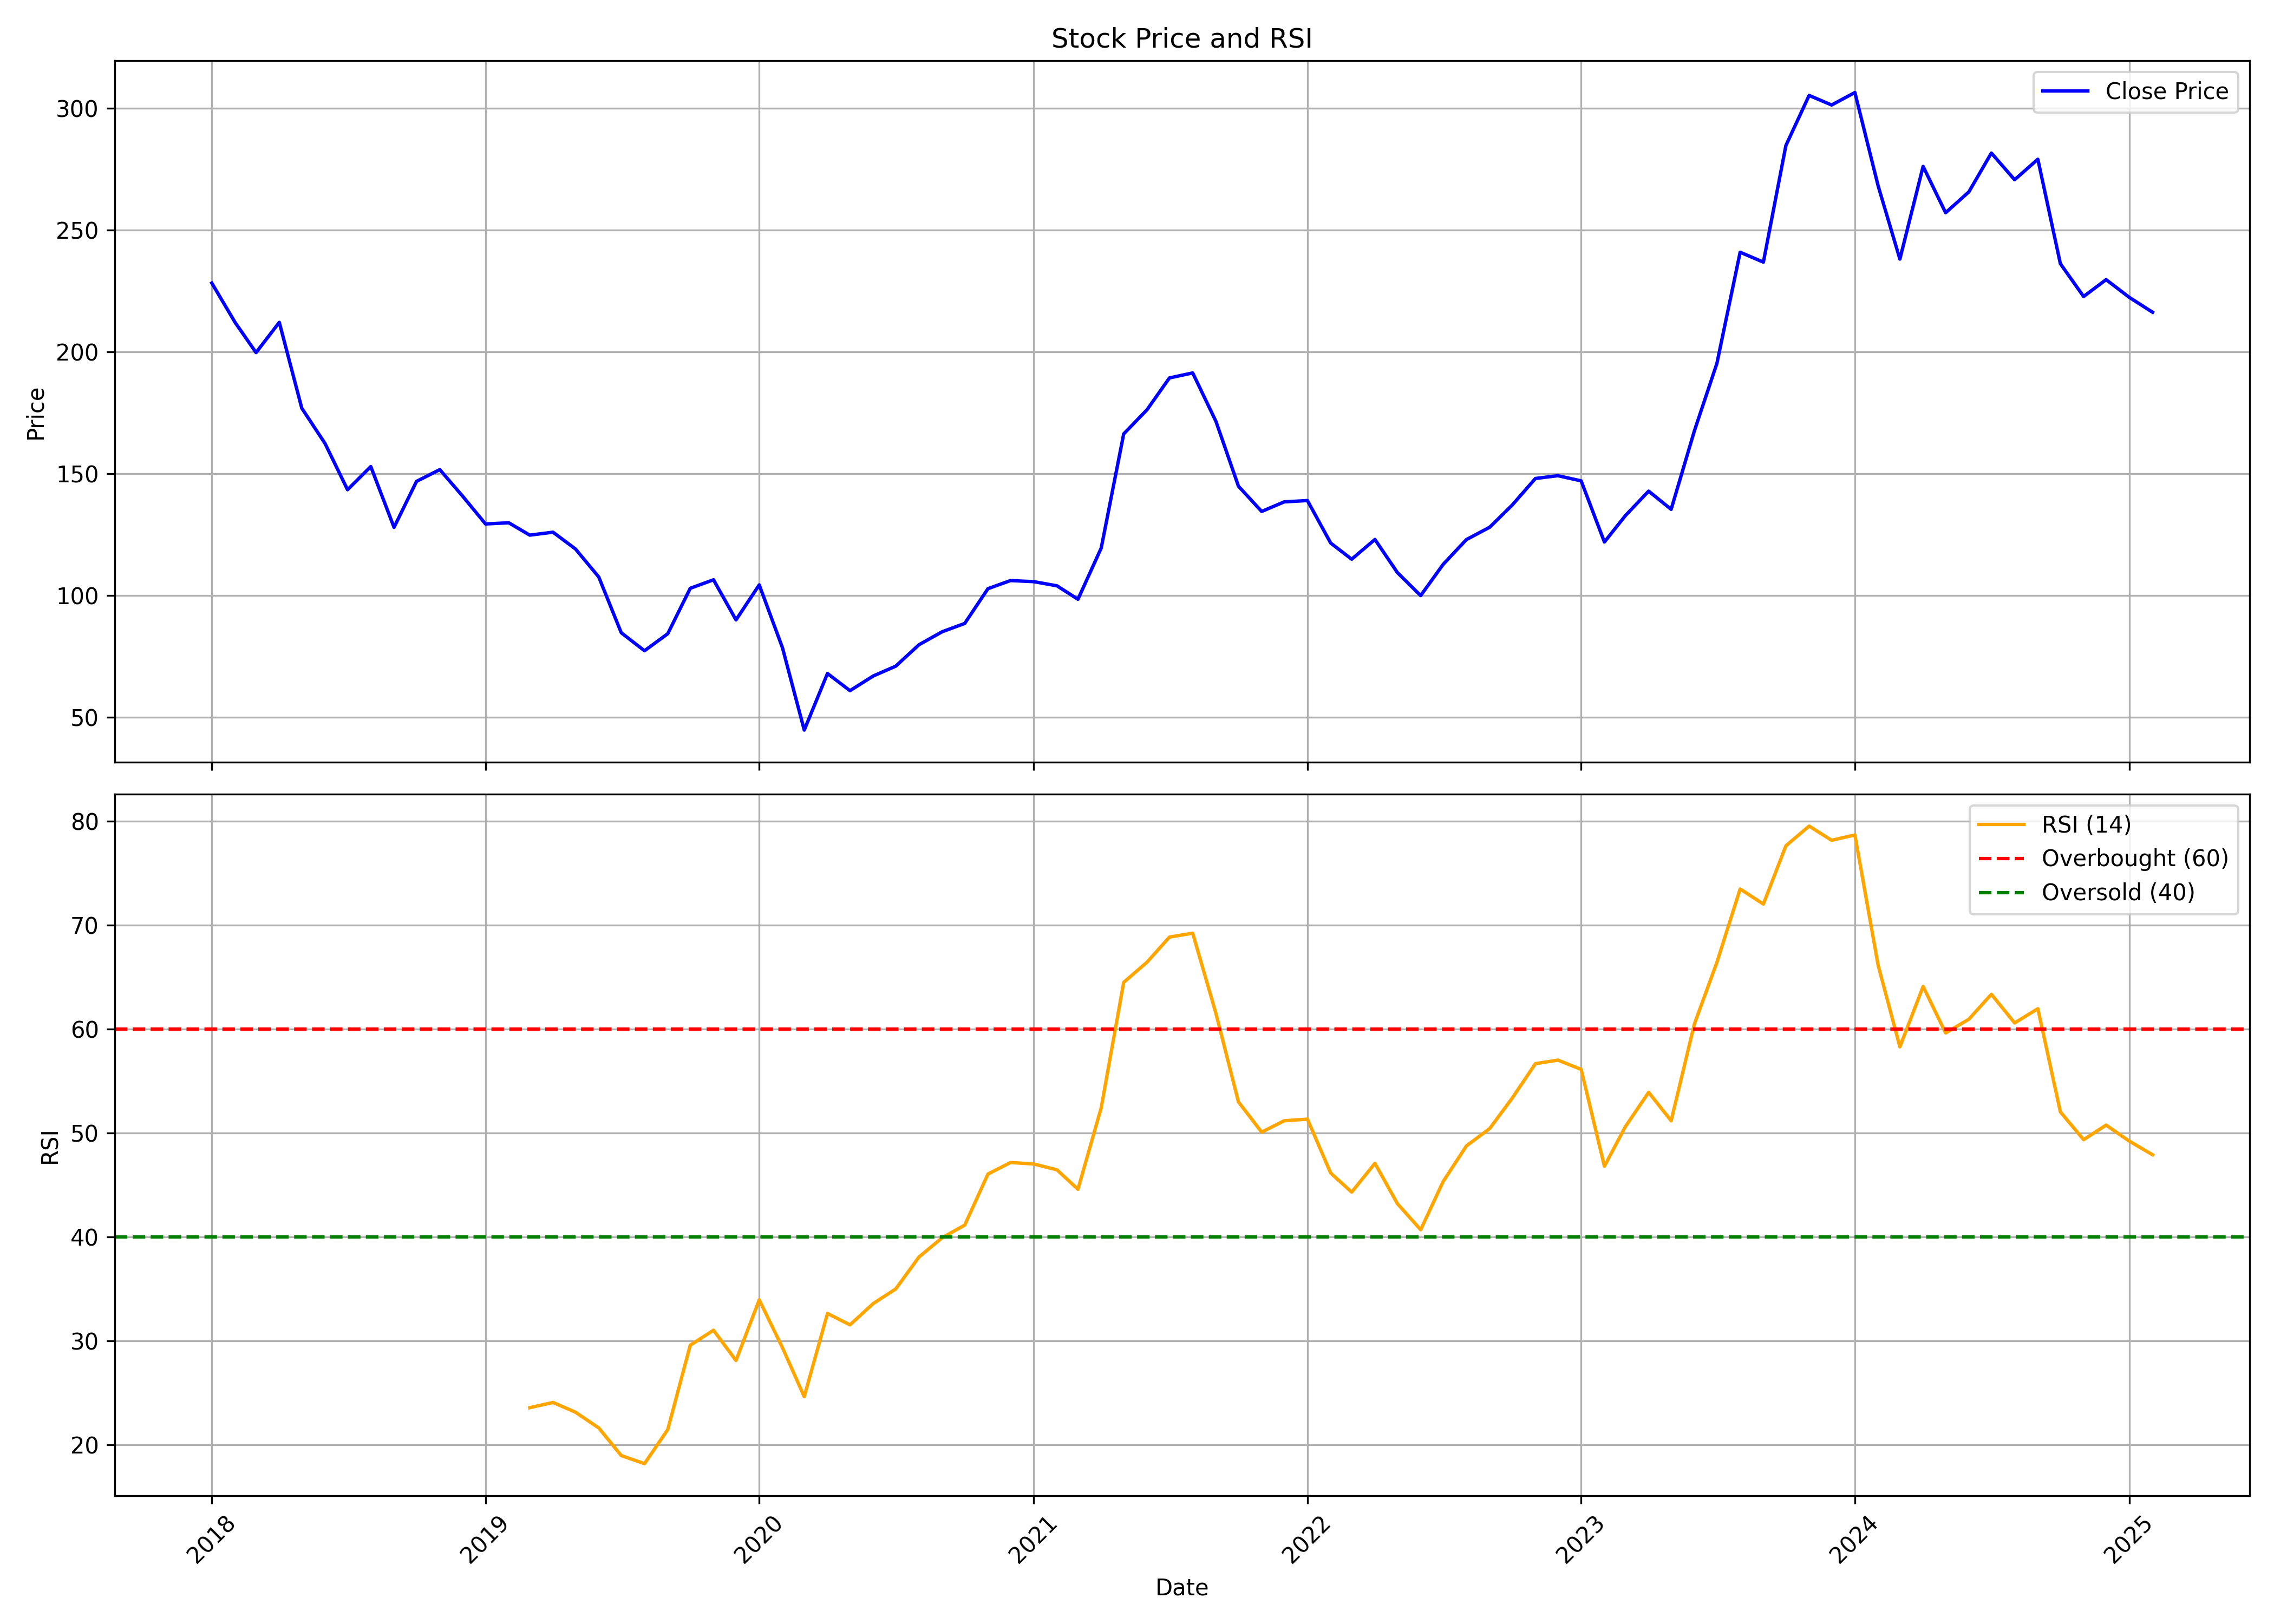 Stock Price and RSI
Close Price
300
250
200
150
100
50
Price
RSI (14)
Overbought (60)
Oversold (40)
80
70
60
50
40
30
20
RSI
2018
2019
2020
2021
2022
2023
2024
2025
Date